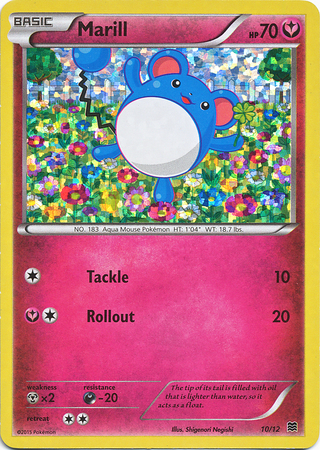 BASIC
Marill HP 70
NO. 183 Aqua Mouse Pokémon HT: 1'04" WT: 18.7 lbs.
Tackle 10
Rollout 20
weakness ×2 resistance -20
retreat
The tip of its tail is filled with oil
that is lighter than water, so it
acts as a float.
©2015 Pokémon
Illus. Shigenori Negishi 10/12